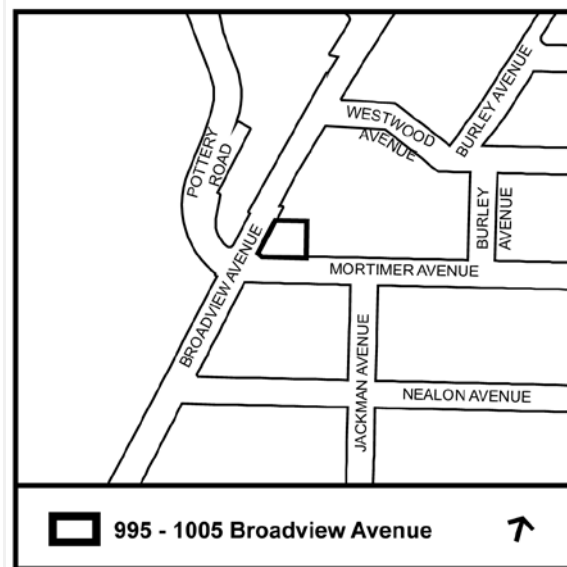 BURLEY AVENUE
WESTWOOD
AVENUE
POTTERY
ROAD
BURLEY
AVENUE
BROADVIEW AVENUE
MORTIMER AVENUE
JACKMAN AVENUE
NEALON AVENUE
995 - 1005 Broadview Avenue